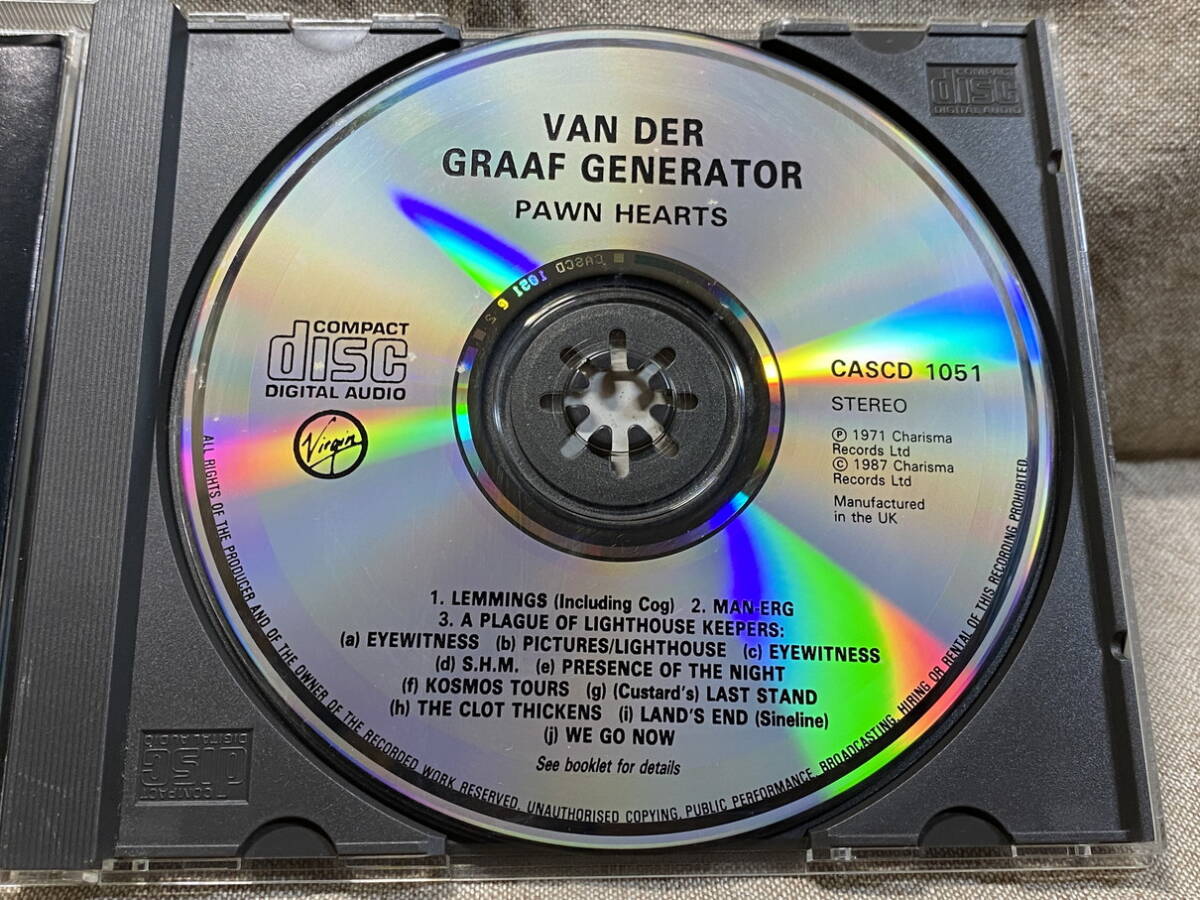 COMPACT
disc
DIGITAL AUDIO
VAN DER
GRAAF GENERATOR
PAWN HEARTS
CASCD 1051
COMPACT
disc
DIGITAL AUDIO
Virgin
CASCD 1051
STEREO
Ⓟ 1971 Charisma
Records Ltd
© 1987 Charisma
Records Ltd
Manufactured
in the UK
1. LEMMINGS (Including Cog) 2. MAN-ERG
3. A PLAGUE OF LIGHTHOUSE KEEPERS:
(a) EYEWITNESS (b) PICTURES/LIGHTHOUSE (c) EYEWITNESS
(d) S.H.M. (e) PRESENCE OF THE NIGHT
(f) KOSMOS TOURS (g) (Custard's) LAST STAND
(h) THE CLOT THICKENS (i) LAND'S END (Sineline)
(j) WE GO NOW
See booklet for details
ALL RIGHTS OF THE PRODUCER AND OF THE OWNER OF THE RECORDED WORK RESERVED. UNAUTHORISED COPYING, PUBLIC PERFORMANCE, BROADCASTING, HIRING OR RENTAL OF THIS RECORDING PROHIBITED
COMPACT
disc
DIGITAL AUDIO